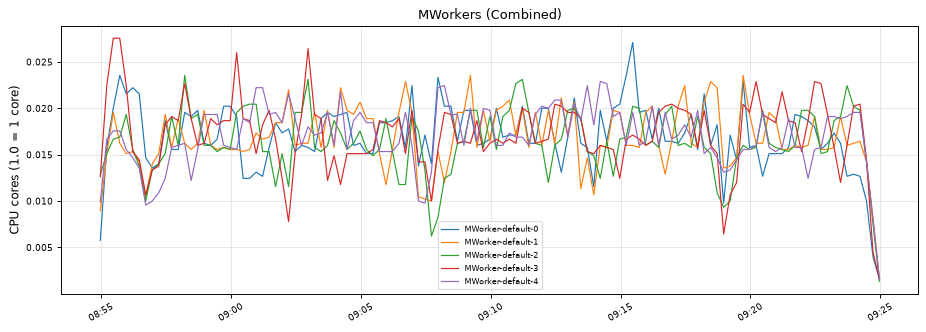 MWorkers (Combined)
CPU cores (1.0 = 1 core)
0.025
0.020
0.015
0.010
0.005
MWorker-default-0
MWorker-default-1
MWorker-default-2
MWorker-default-3
MWorker-default-4
08:55
09:00
09:05
09:10
09:15
09:20
09:25